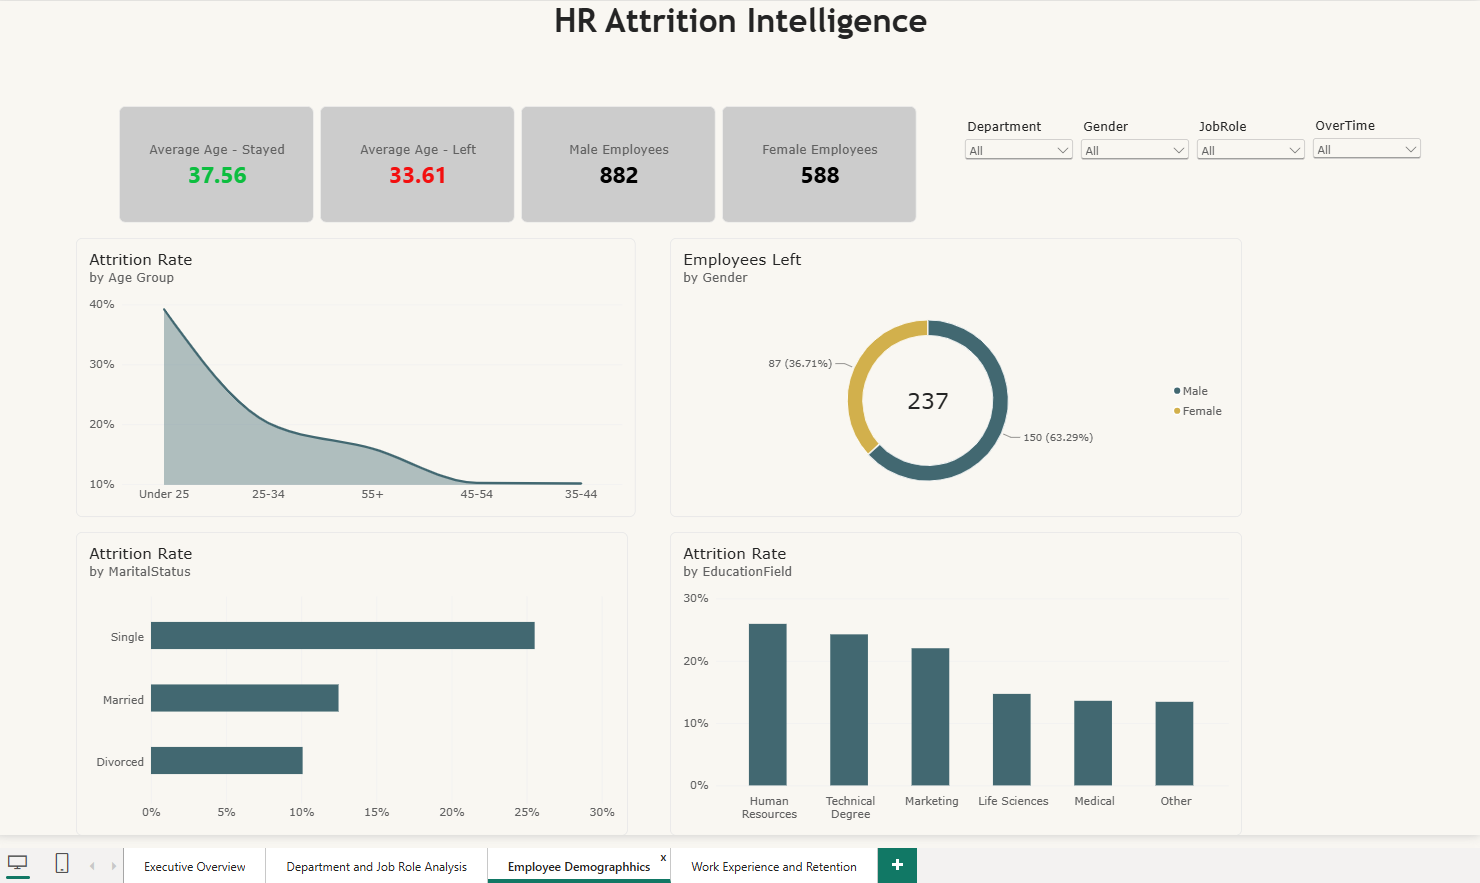 HR Attrition Intelligence
Average Age - Stayed
37.56
Average Age - Left
33.61
Male Employees
882
Female Employees
588
Department
All
Gender
All
JobRole
All
OverTime
All
Attrition Rate
by Age Group
40%
30%
20%
10%
Under 25
25-34
55+
45-54
35-44
Employees Left
by Gender
87 (36.71%)
237
150 (63.29%)
Male
Female
Attrition Rate
by MaritalStatus
Single
Married
Divorced
0%
5%
10%
15%
20%
25%
30%
Attrition Rate
by EducationField
30%
20%
10%
0%
Human
Resources
Technical
Degree
Marketing
Life Sciences
Medical
Other
Executive Overview
Department and Job Role Analysis
Employee Demographhics
x
Work Experience and Retention
+